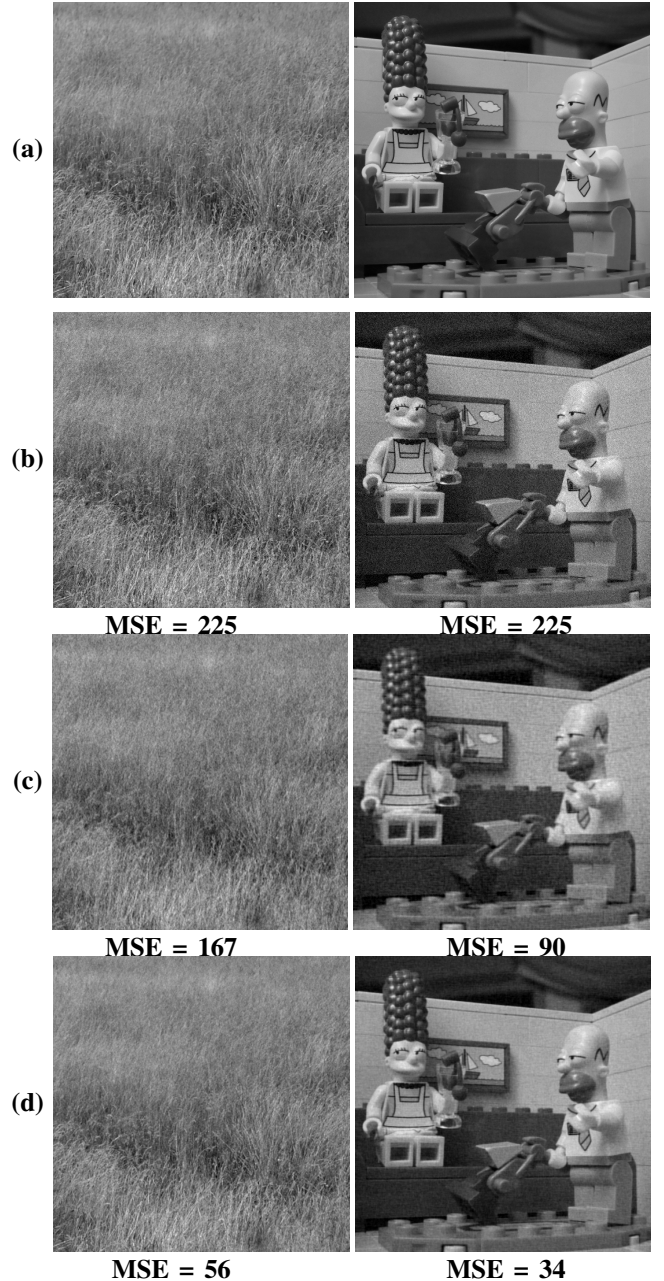 (a)
(b)
MSE = 225 MSE = 225
(c)
MSE = 167 MSE = 90
(d)
MSE = 56 MSE = 34